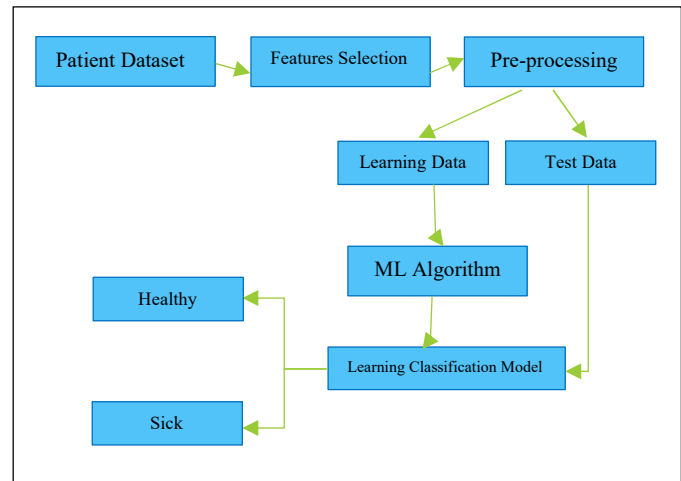 Patient Dataset
Features Selection
Pre-processing
Learning Data
Test Data
ML Algorithm
Healthy
Learning Classification Model
Sick